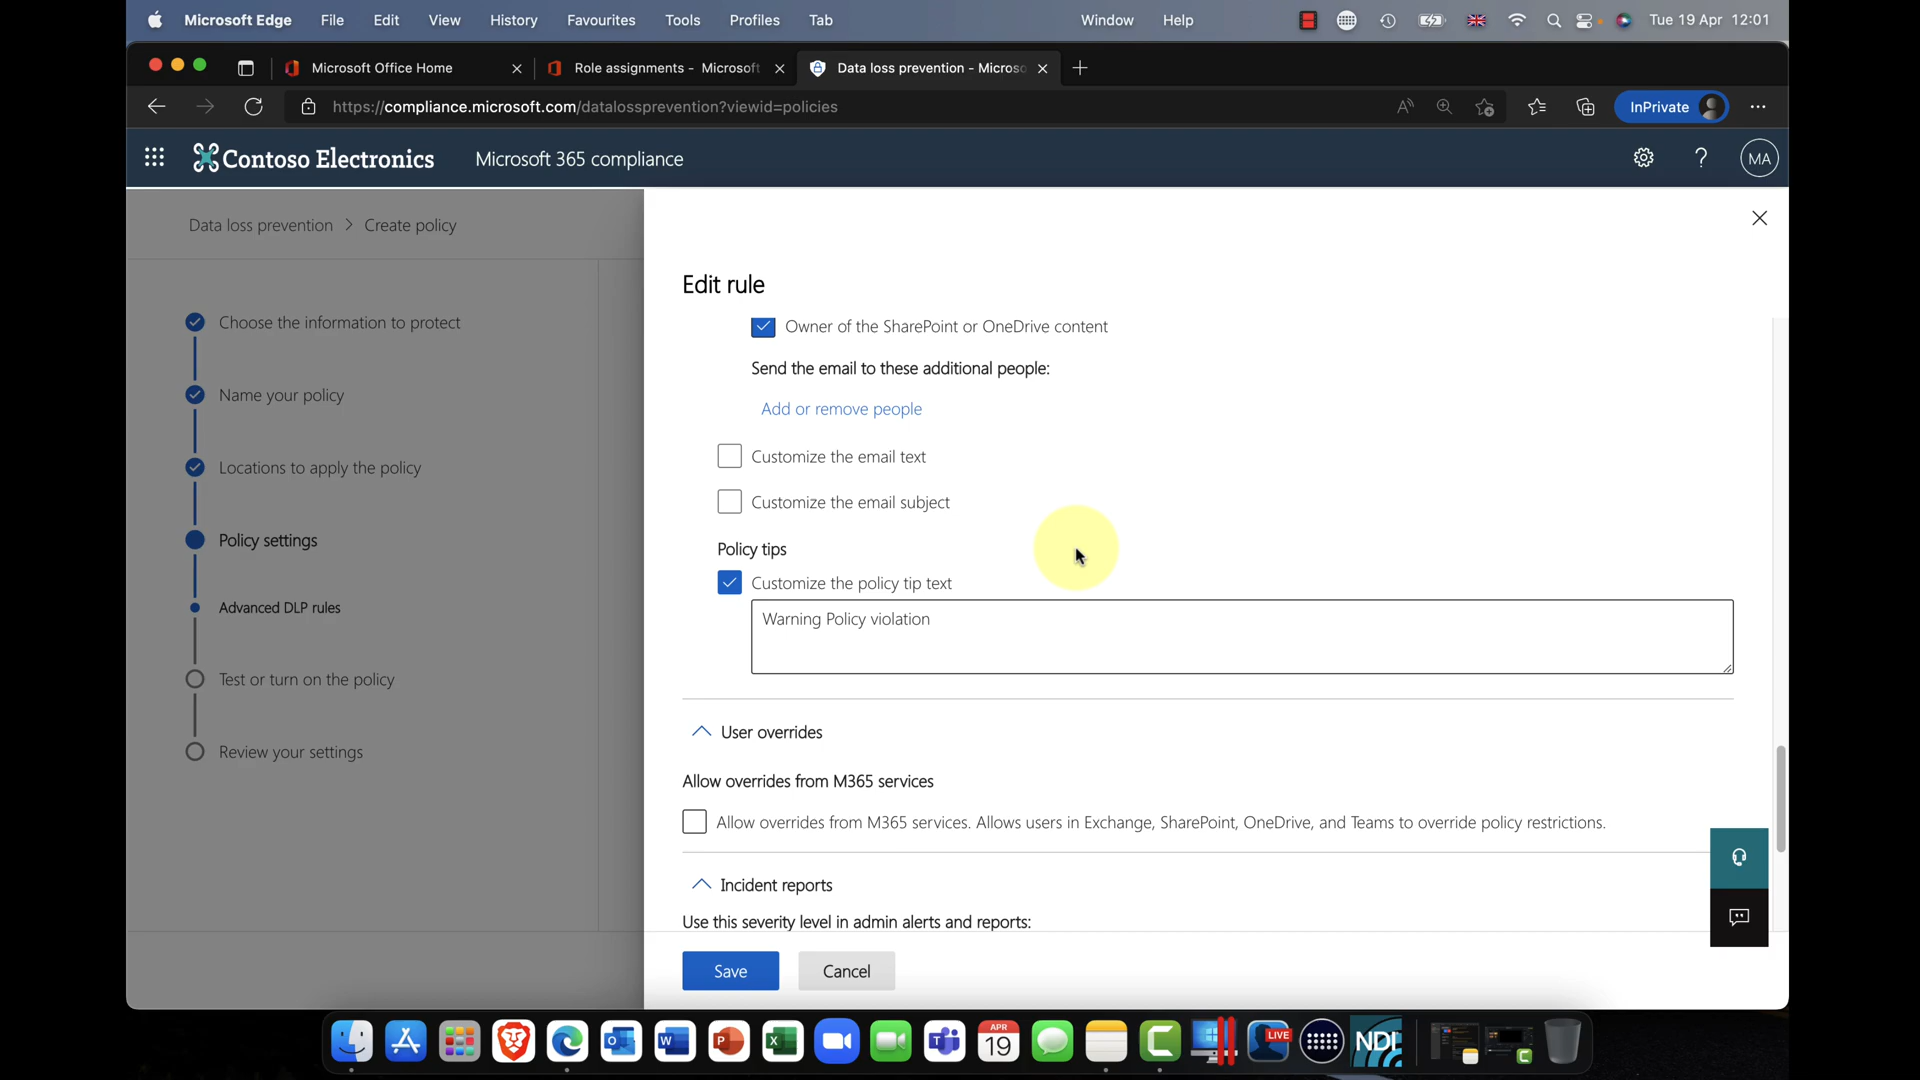 Microsoft Edge File Edit View History Favourites Tools Profiles Tab Window Help Tue 19 Apr 12:01
Microsoft Office Home Role assignments - Microsoft Data loss prevention - Micros
https://compliance.microsoft.com/datalossprevention?viewid=policies InPrivate
Contoso Electronics Microsoft 365 compliance MA
Data loss prevention > Create policy
Choose the information to protect
Name your policy
Locations to apply the policy
Policy settings
Advanced DLP rules
Test or turn on the policy
Review your settings
Edit rule
Owner of the SharePoint or OneDrive content
Send the email to these additional people:
Add or remove people
Customize the email text
Customize the email subject
Policy tips
Customize the policy tip text
Warning Policy violation
User overrides
Allow overrides from M365 services
Allow overrides from M365 services. Allows users in Exchange, SharePoint, OneDrive, and Teams to override policy restrictions.
Incident reports
Use this severity level in admin alerts and reports:
Save Cancel
APR
19
LIVE
NDI